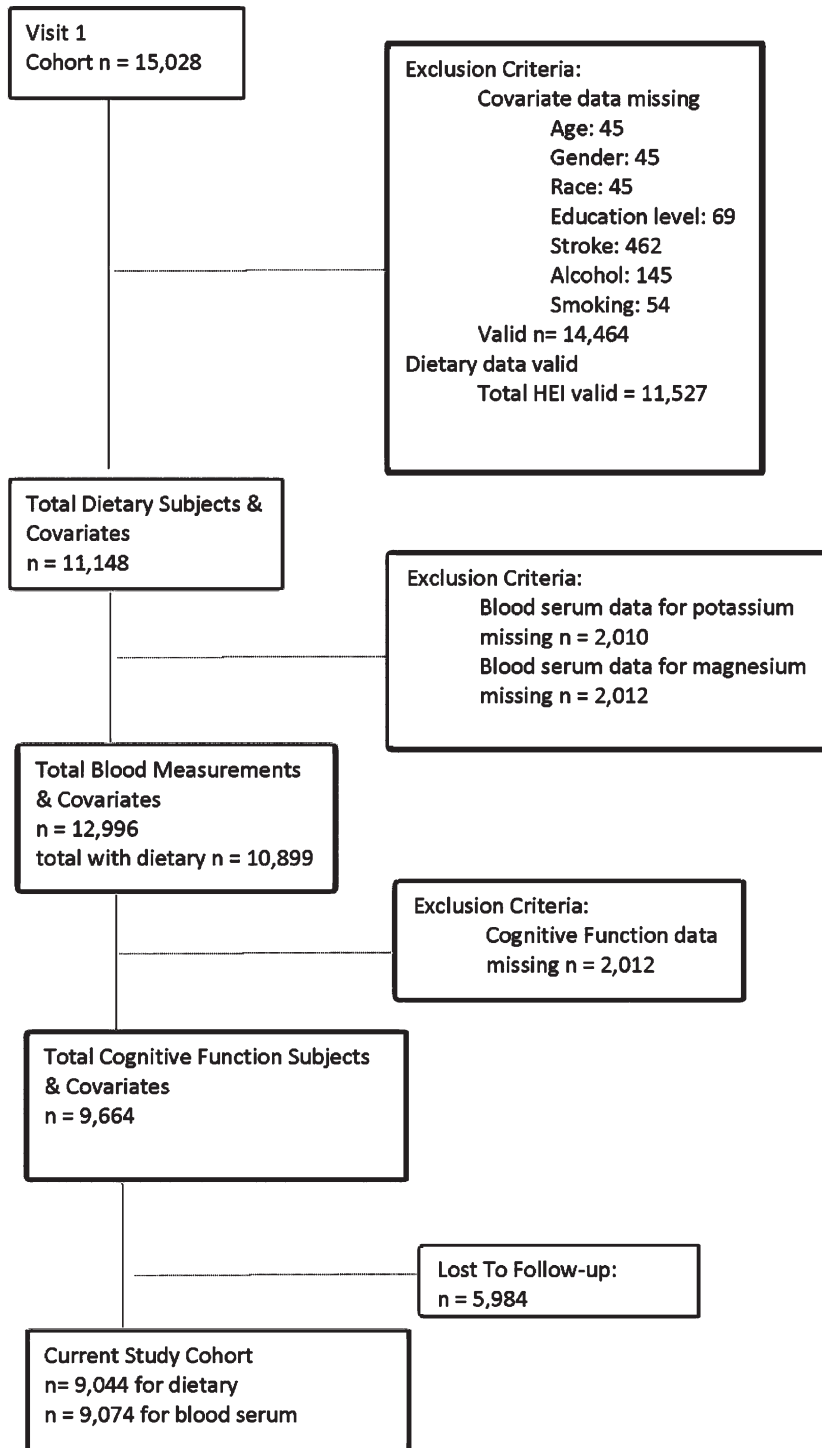 Visit 1
Cohort n = 15,028
Exclusion Criteria:
Covariate data missing
Age: 45
Gender: 45
Race: 45
Education level: 69
Stroke: 462
Alcohol: 145
Smoking: 54
Valid n= 14,464
Dietary data valid
Total HEI valid = 11,527
Total Dietary Subjects &
Covariates
n = 11,148
Exclusion Criteria:
Blood serum data for potassium
missing n = 2,010
Blood serum data for magnesium
missing n = 2,012
Total Blood Measurements
& Covariates
n = 12,996
total with dietary n = 10,899
Exclusion Criteria:
Cognitive Function data
missing n = 2,012
Total Cognitive Function Subjects
& Covariates
n = 9,664
Lost To Follow-up:
n = 5,984
Current Study Cohort
n= 9,044 for dietary
n = 9,074 for blood serum